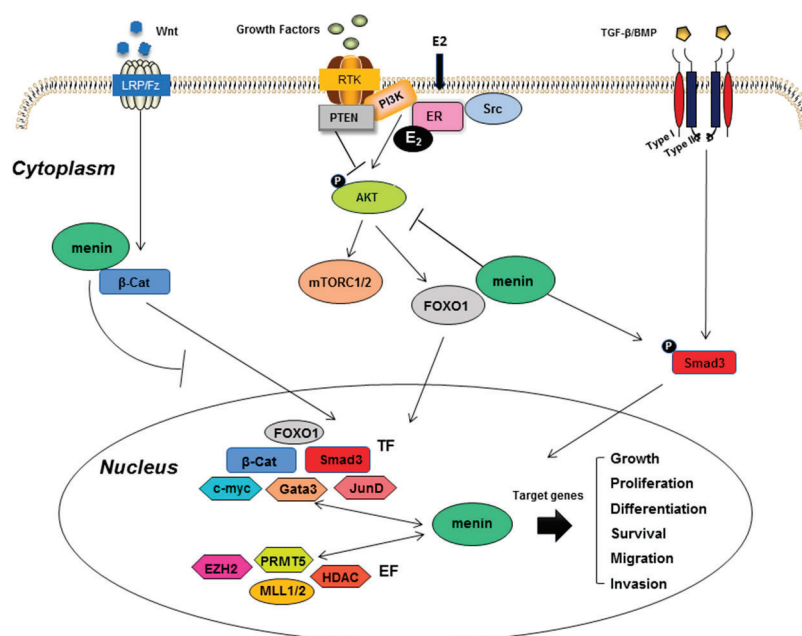 Wnt
Growth Factors
E2
TGF-β/BMP
LRP/Fz
RTK
PI3K
PTEN
ER
Src
E2
Type I
Type II
Cytoplasm
P
AKT
menin
β-Cat
mTORC1/2
FOXO1
menin
P
Smad3
Nucleus
FOXO1
TF
β-Cat
Smad3
c-myc
Gata3
JunD
menin
Target genes
EZH2
PRMT5
HDAC
MLL1/2
EF
Growth
Proliferation
Differentiation
Survival
Migration
Invasion